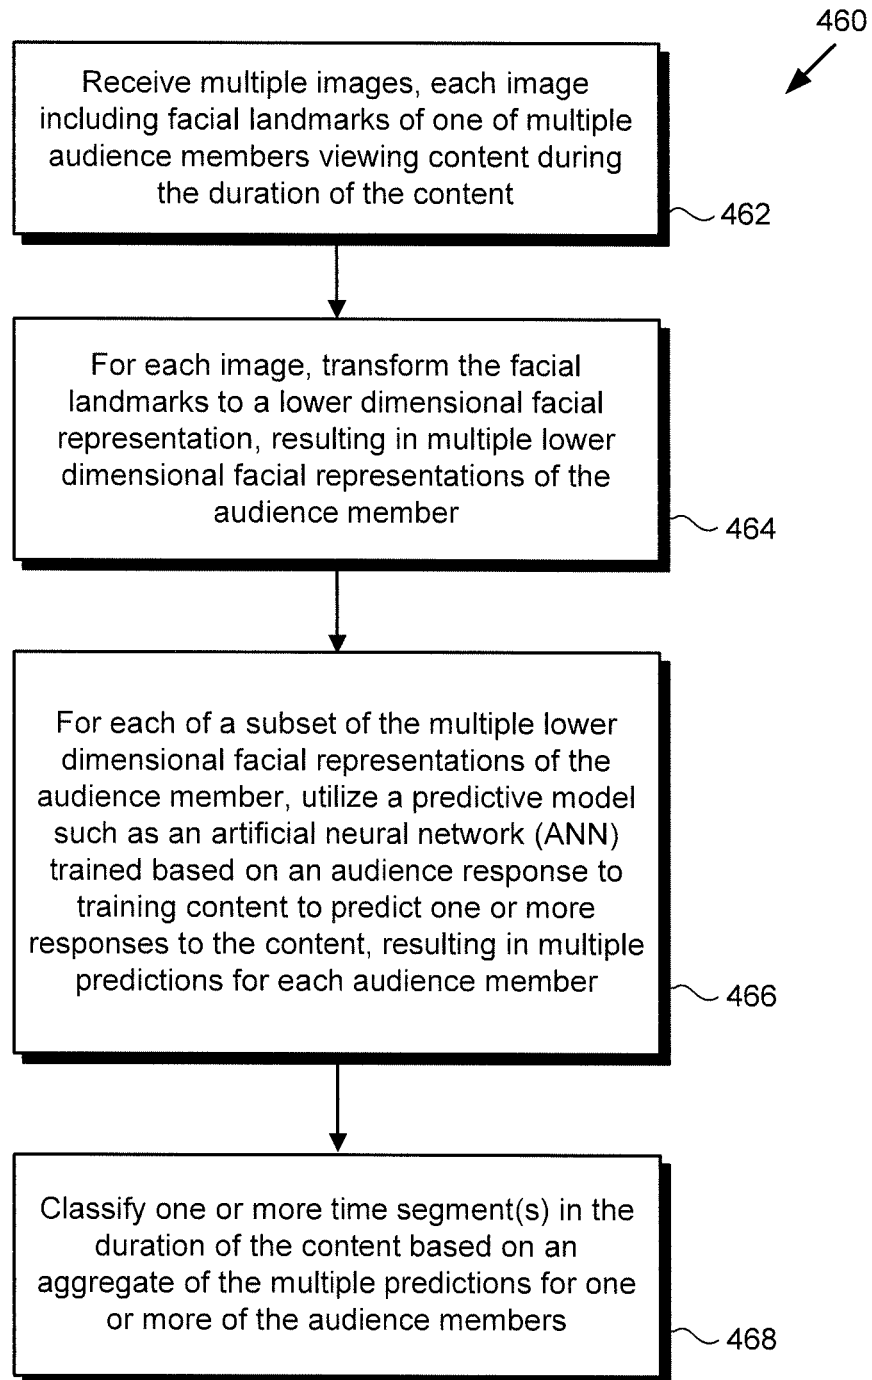 460
Receive multiple images, each image
including facial landmarks of one of multiple
audience members viewing content during
the duration of the content
462
For each image, transform the facial
landmarks to a lower dimensional facial
representation, resulting in multiple lower
dimensional facial representations of the
audience member
464
For each of a subset of the multiple lower
dimensional facial representations of the
audience member, utilize a predictive model
such as an artificial neural network (ANN)
trained based on an audience response to
training content to predict one or more
responses to the content, resulting in multiple
predictions for each audience member
466
Classify one or more time segment(s) in the
duration of the content based on an
aggregate of the multiple predictions for one
or more of the audience members
468